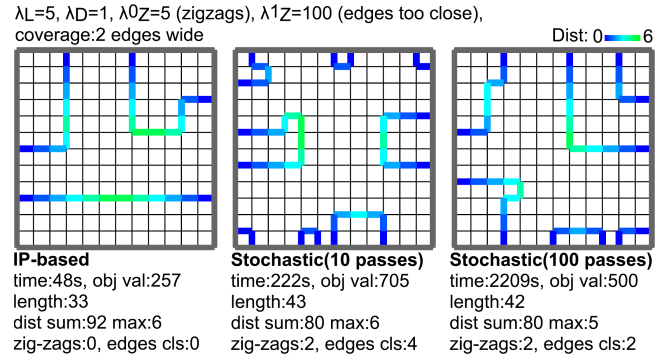 λL=5, λD=1, λ0Z=5 (zigzags), λ1Z=100 (edges too close),
coverage:2 edges wide
Dist: 0 6
IP-based
time:48s, obj val:257
length:33
dist sum:92 max:6
zig-zags:0, edges cls:0
Stochastic(10 passes)
time:222s, obj val:705
length:43
dist sum:80 max:6
zig-zags:2, edges cls:4
Stochastic(100 passes)
time:2209s, obj val:500
length:42
dist sum:80 max:5
zig-zags:2, edges cls:2